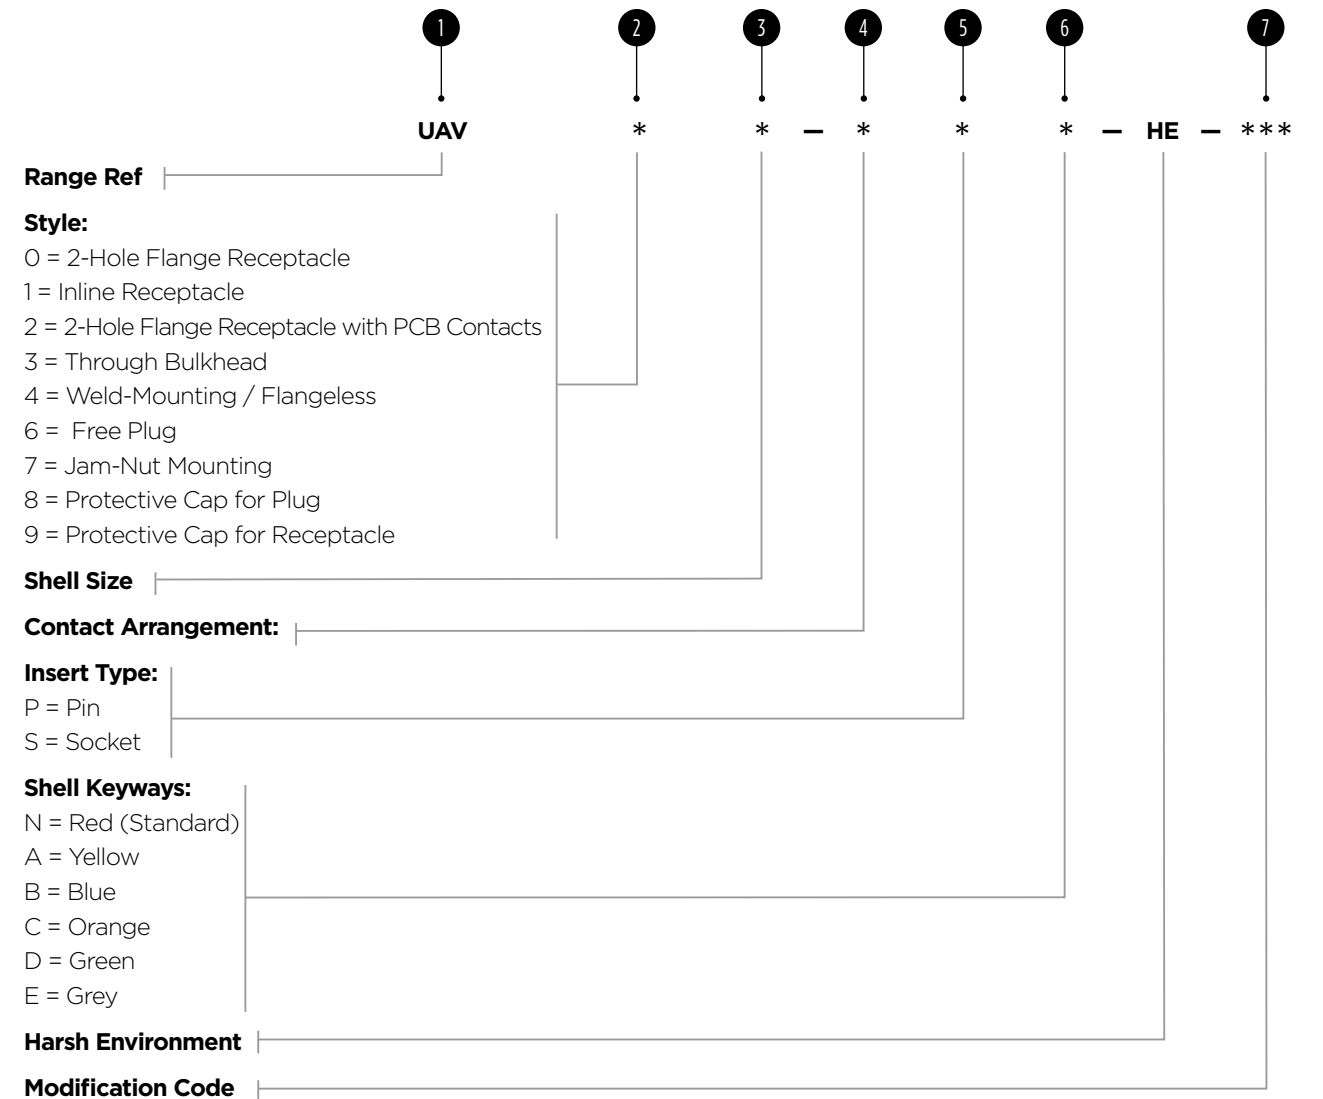 1 2 3 4 5 6 7
UAV * * – * * * – HE – ***
Range Ref
Style:
0 = 2-Hole Flange Receptacle
1 = Inline Receptacle
2 = 2-Hole Flange Receptacle with PCB Contacts
3 = Through Bulkhead
4 = Weld-Mounting / Flangeless
6 =  Free Plug
7 = Jam-Nut Mounting
8 = Protective Cap for Plug
9 = Protective Cap for Receptacle
Shell Size
Contact Arrangement:
Insert Type:
P = Pin
S = Socket
Shell Keyways:
N = Red (Standard)
A = Yellow
B = Blue
C = Orange
D = Green
E = Grey
Harsh Environment
Modification Code